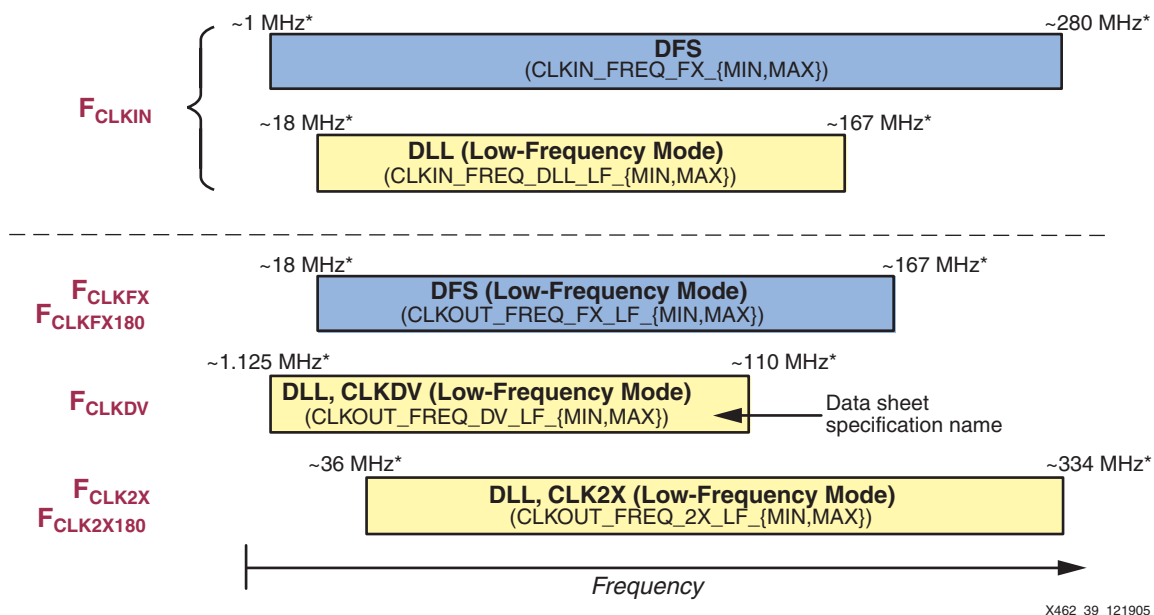 ~1 MHz*
~280 MHz*
DFS
(CLKIN_FREQ_FX_{MIN,MAX})
FCLKIN
~18 MHz*
~167 MHz*
DLL (Low-Frequency Mode)
(CLKIN_FREQ_DLL_LF_{MIN,MAX})
~18 MHz*
~167 MHz*
FCLKFX
FCLKFX180
DFS (Low-Frequency Mode)
(CLKOUT_FREQ_FX_LF_{MIN,MAX})
~1.125 MHz*
~110 MHz*
FCLKDV
DLL, CLKDV (Low-Frequency Mode)
(CLKOUT_FREQ_DV_LF_{MIN,MAX})
Data sheet
specification name
~36 MHz*
~334 MHz*
FCLK2X
FCLK2X180
DLL, CLK2X (Low-Frequency Mode)
(CLKOUT_FREQ_2X_LF_{MIN,MAX})
Frequency
X462_39_121905